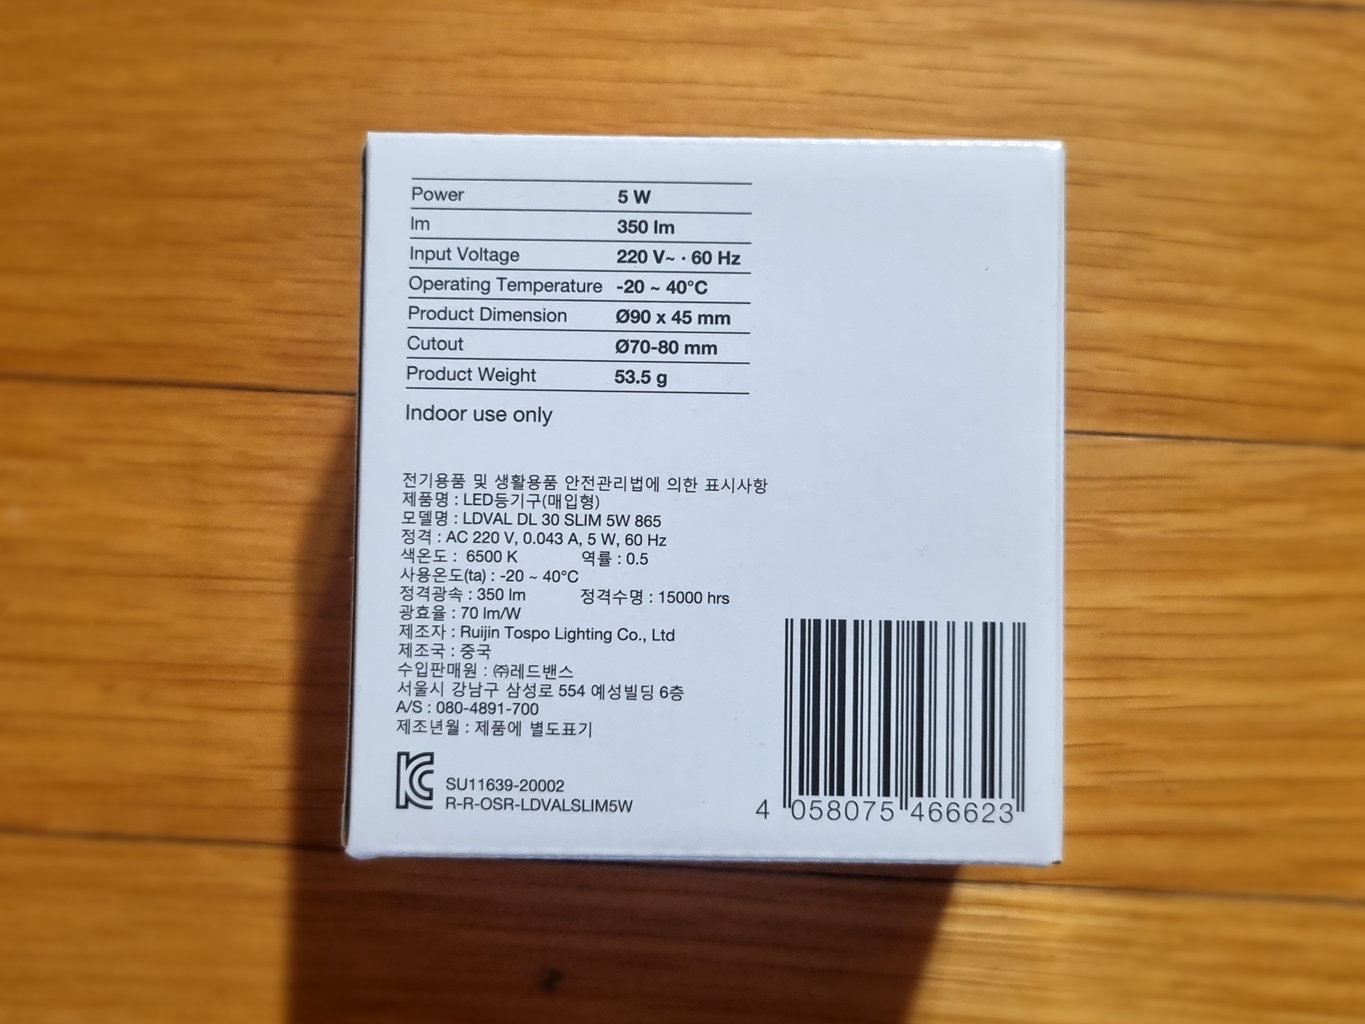 Power 5 W
lm 350 lm
Input Voltage 220 V~ · 60 Hz
Operating Temperature -20 ~ 40°C
Product Dimension Ø90 x 45 mm
Cutout Ø70-80 mm
Product Weight 53.5 g
Indoor use only
전기용품 및 생활용품 안전관리법에 의한 표시사항
제품명 : LED등기구(매입형)
모델명 : LDVAL DL 30 SLIM 5W 865
정격 : AC 220 V, 0.043 A, 5 W, 60 Hz
색온도 : 6500 K 역률 : 0.5
사용온도(ta) : -20 ~ 40°C
정격광속 : 350 lm 정격수명 : 15000 hrs
광효율 : 70 lm/W
제조자 : Ruijin Tospo Lighting Co., Ltd
제조국 : 중국
수입판매원 : ㈜레드밴스
서울시 강남구 삼성로 554 예성빌딩 6층
A/S : 080-4891-700
제조년월 : 제품에 별도표기
KC SU11639-20002
R-R-OSR-LDVALSLIM5W
4 058075 466623